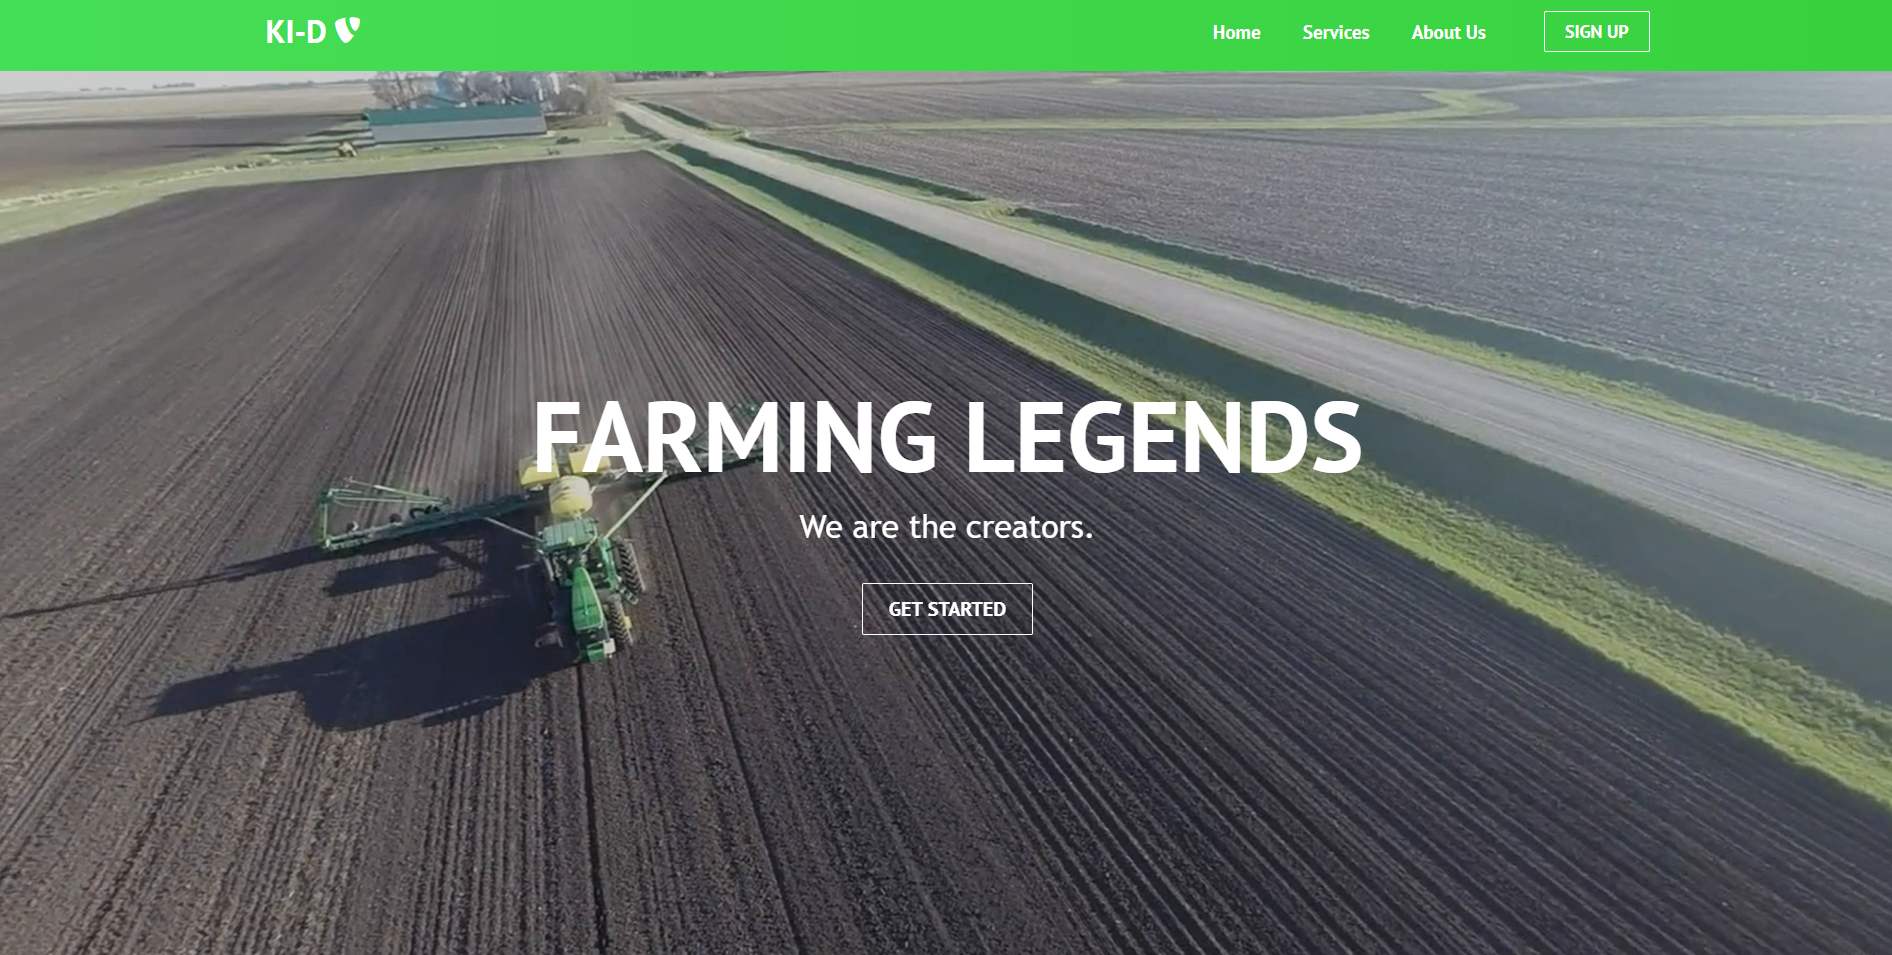 KI-D
Home
Services
About Us
SIGN UP
FARMING LEGENDS
We are the creators.
GET STARTED